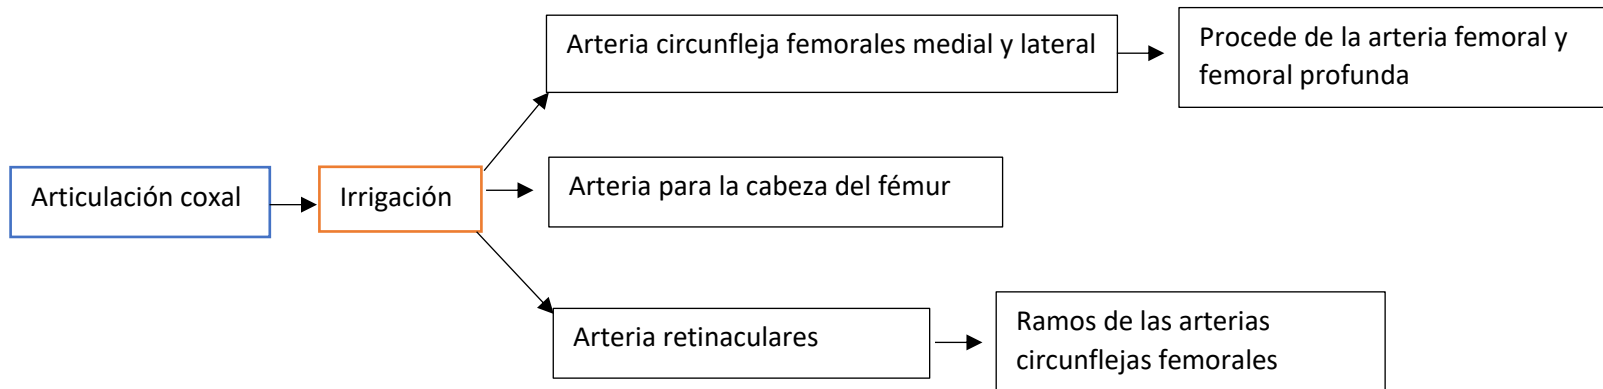 Articulación coxal
Irrigación
Arteria circunfleja femorales medial y lateral
Procede de la arteria femoral y
femoral profunda
Arteria para la cabeza del fémur
Arteria retinaculares
Ramos de las arterias
circunflejas femorales